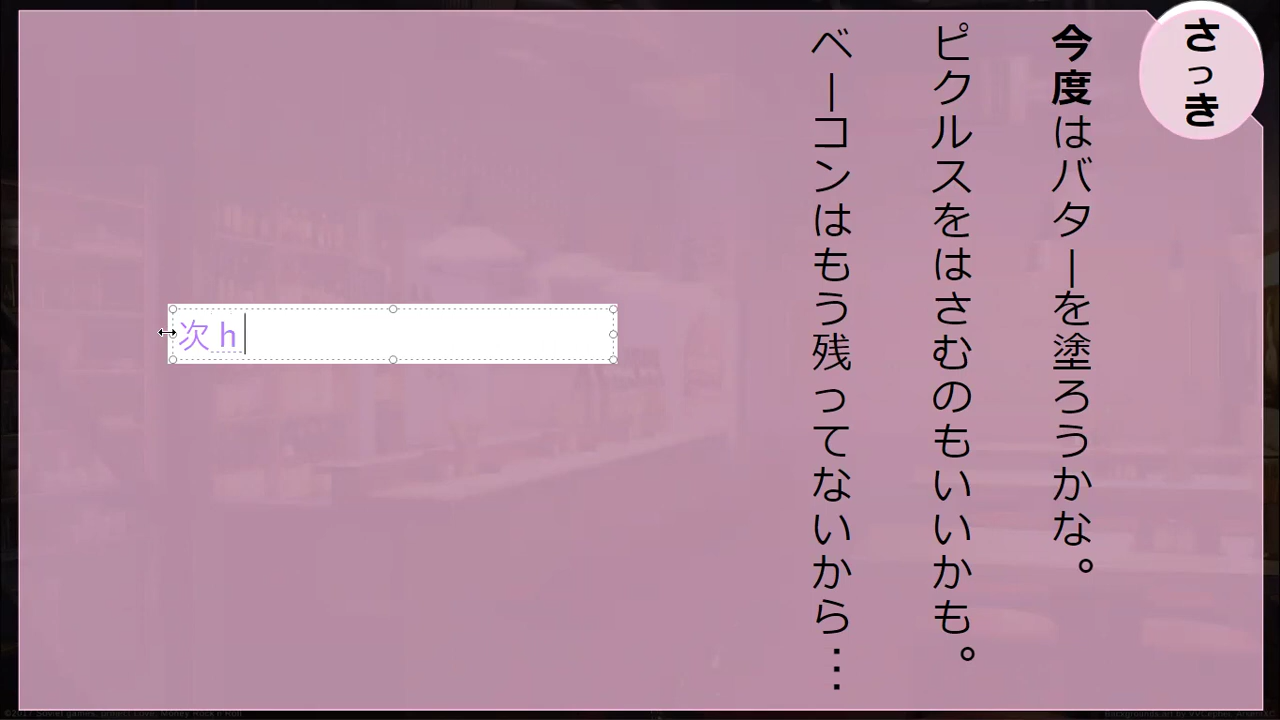 さっき
今度はバターを塗ろうかな。
ピクルスをはさむのもいいかも。
ベーコンはもう残ってないから…
次ｈ